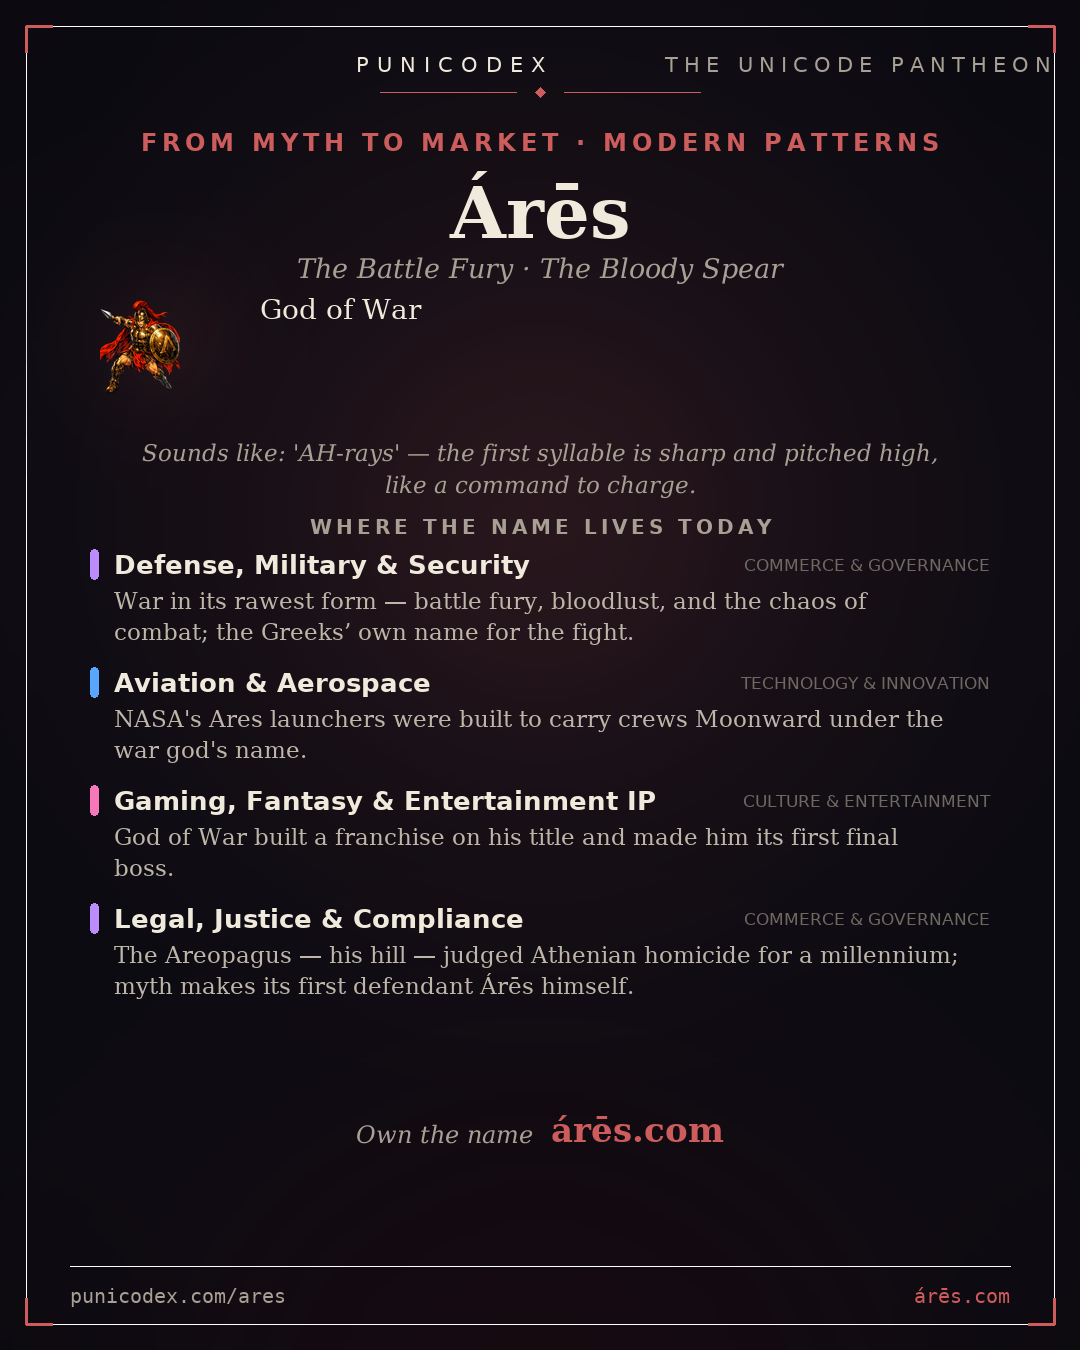 PUNICODEX THE UNICODE PANTHEON
FROM MYTH TO MARKET · MODERN PATTERNS
Árēs
The Battle Fury · The Bloody Spear
God of War
Sounds like: 'AH-rays' — the first syllable is sharp and pitched high,
like a command to charge.
WHERE THE NAME LIVES TODAY
Defense, Military & Security COMMERCE & GOVERNANCE
War in its rawest form — battle fury, bloodlust, and the chaos of
combat; the Greeks’ own name for the fight.
Aviation & Aerospace TECHNOLOGY & INNOVATION
NASA's Ares launchers were built to carry crews Moonward under the
war god's name.
Gaming, Fantasy & Entertainment IP CULTURE & ENTERTAINMENT
God of War built a franchise on his title and made him its first final
boss.
Legal, Justice & Compliance COMMERCE & GOVERNANCE
The Areopagus — his hill — judged Athenian homicide for a millennium;
myth makes its first defendant Árēs himself.
Own the name árēs.com
punicodex.com/ares árēs.com